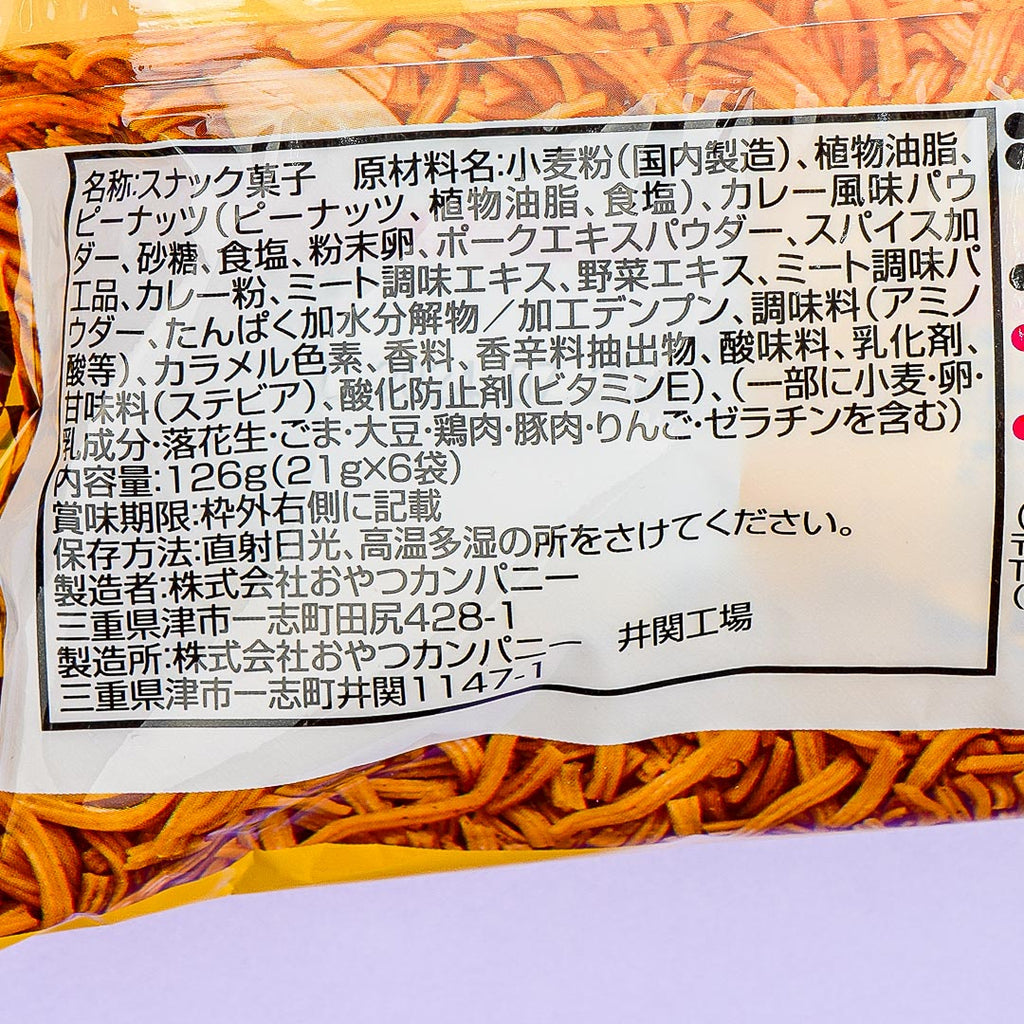 名称:スナック菓子　原材料名:小麦粉(国内製造)、植物油脂、
ピーナッツ(ピーナッツ、植物油脂、食塩)、カレー風味パウ
ダー、砂糖、食塩、粉末卵、ポークエキスパウダー、スパイス加
工品、カレー粉、ミート調味エキス、野菜エキス、ミート調味パ
ウダー、たんぱく加水分解物／加工デンプン、調味料(アミノ
酸等)、カラメル色素、香料、香辛料抽出物、酸味料、乳化剤、
甘味料(ステビア)、酸化防止剤(ビタミンE)、(一部に小麦・卵・
乳成分・落花生・ごま・大豆・鶏肉・豚肉・りんご・ゼラチンを含む)
内容量:126g(21g×6袋)
賞味期限:枠外右側に記載
保存方法:直射日光、高温多湿の所をさけてください。
製造者:株式会社おやつカンパニー
三重県津市一志町田尻428-1
製造所:株式会社おやつカンパニー　井関工場
三重県津市一志町井関1147-1